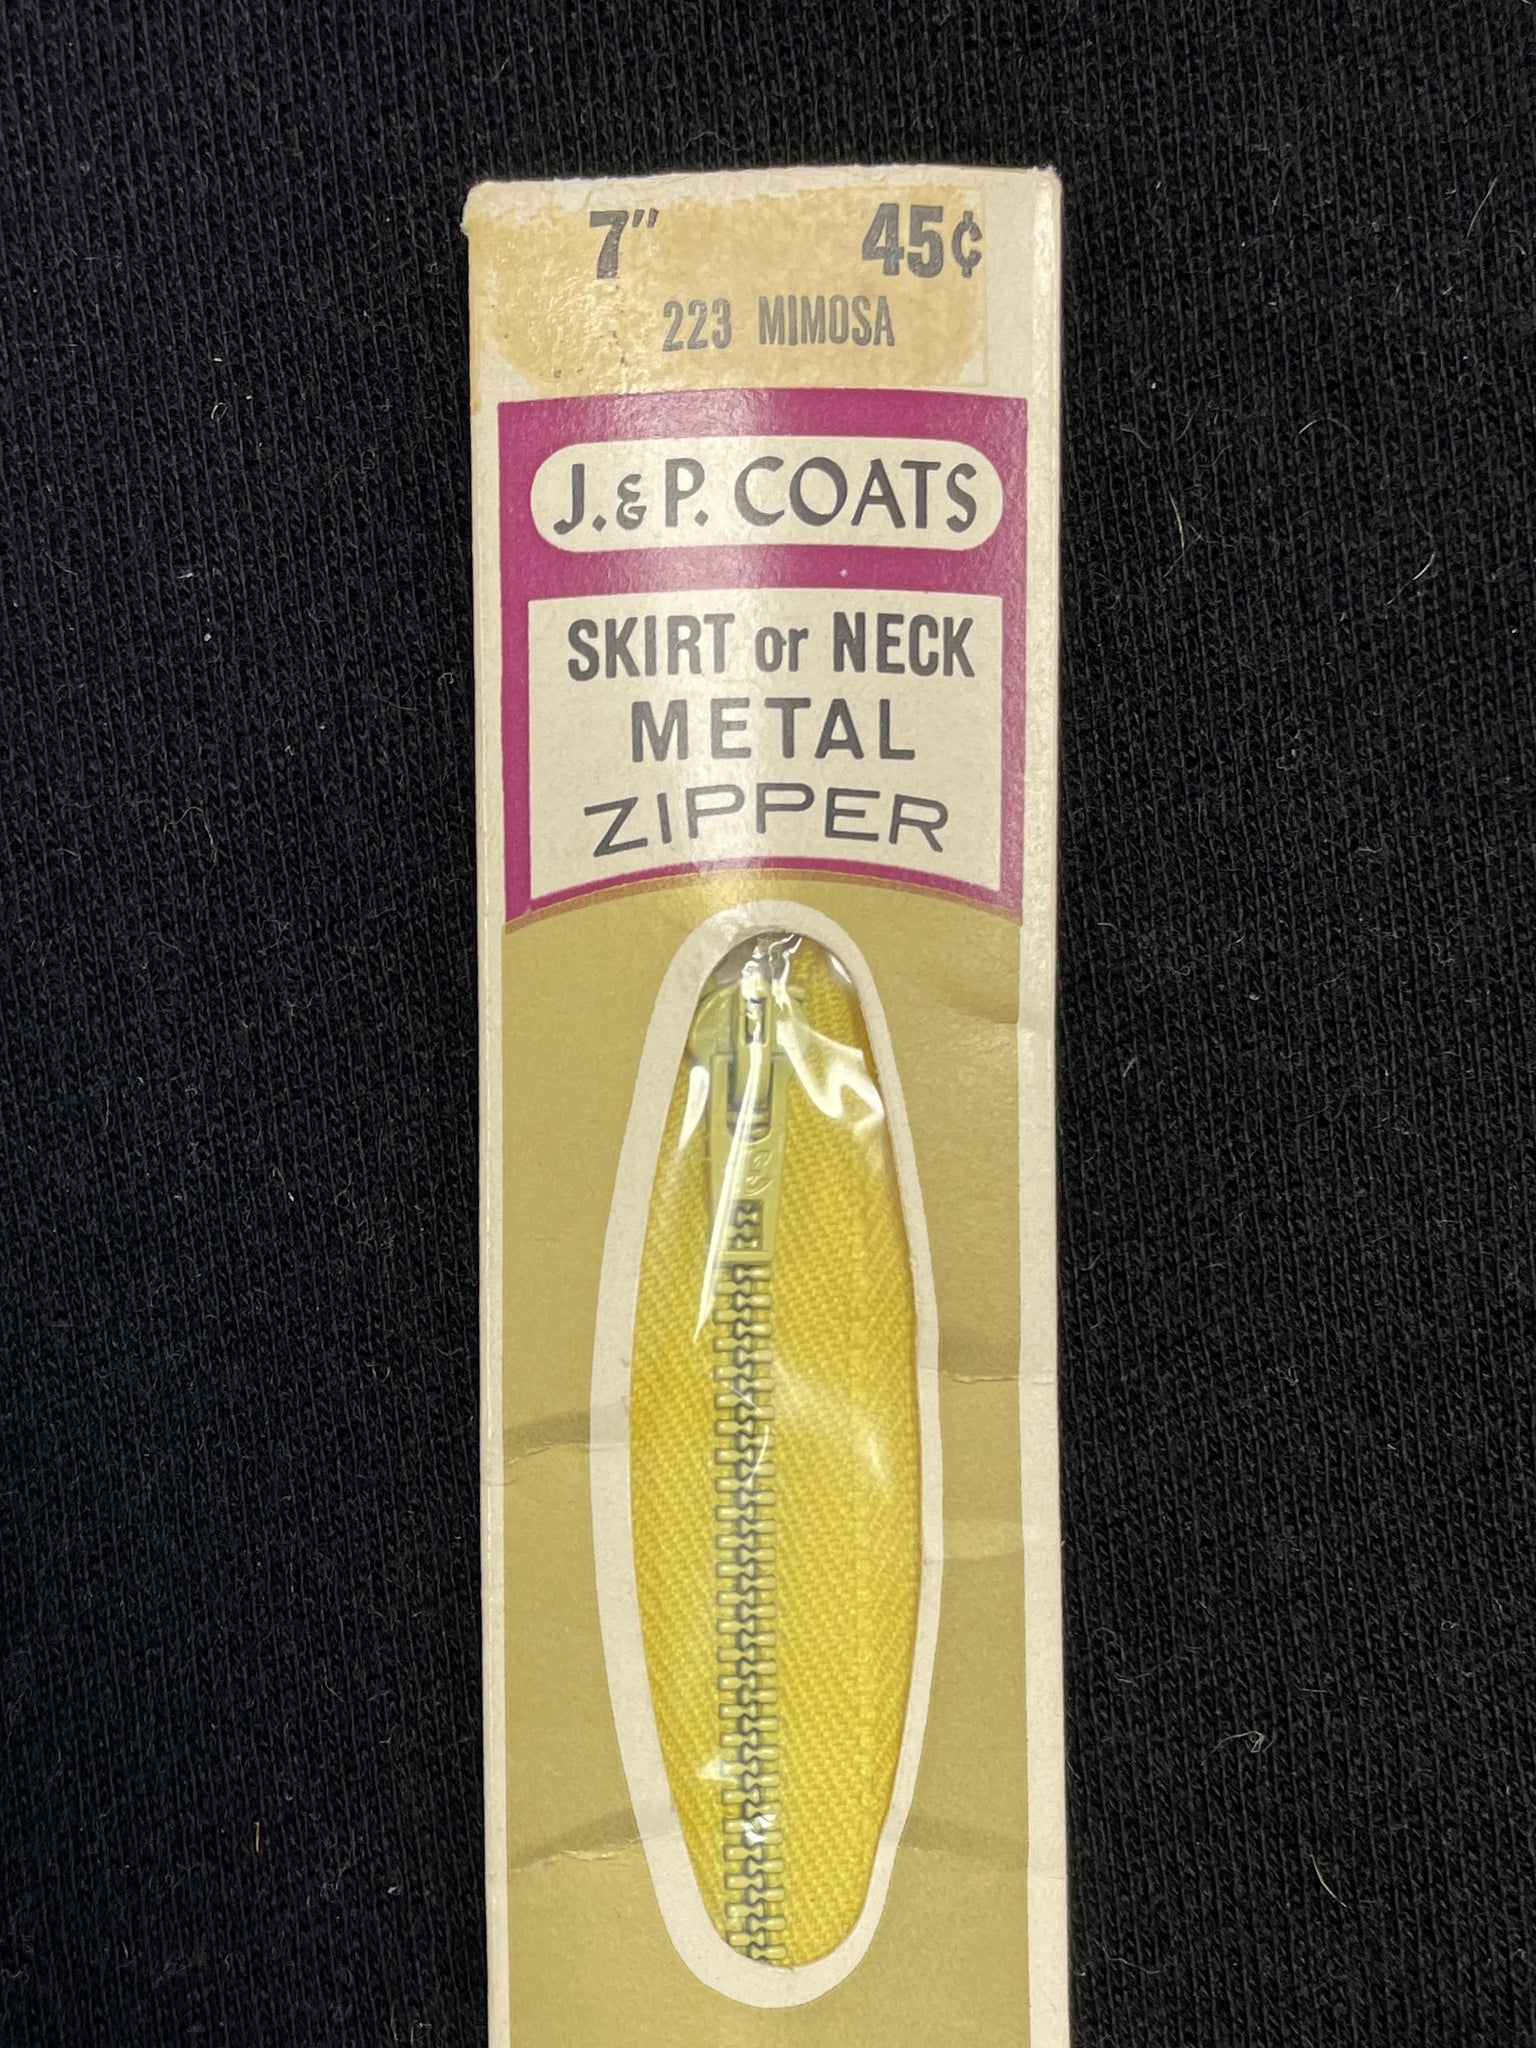 7" 45¢
223 MIMOSA
J. & P. COATS
SKIRT or NECK
METAL
ZIPPER